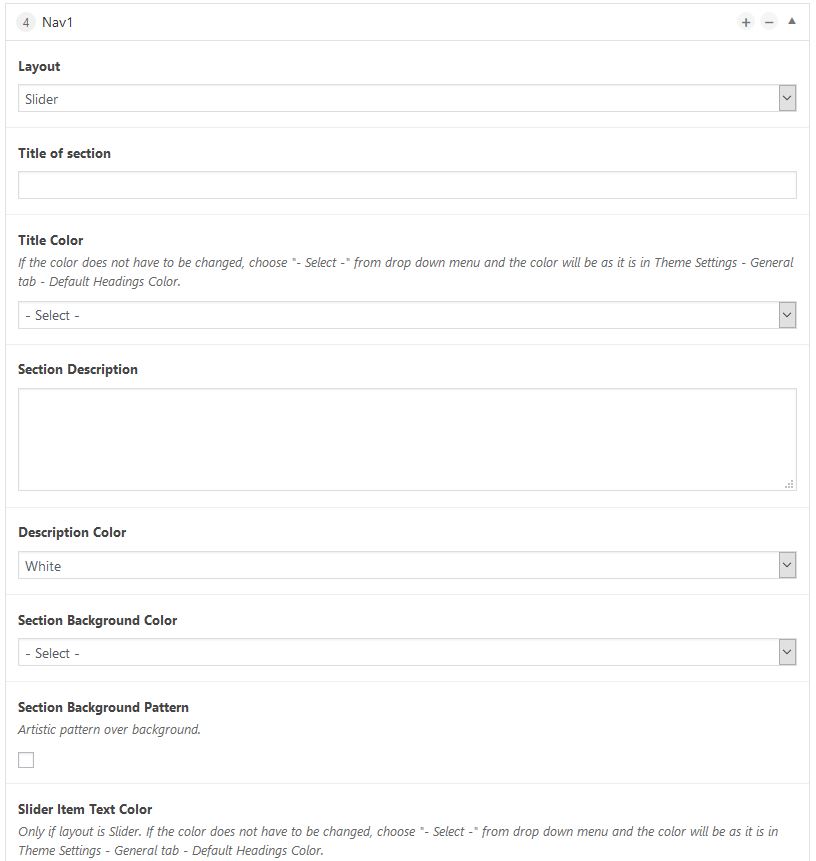 4 Nav1 + − ▲
Layout
Slider
Title of section
Title Color
If the color does not have to be changed, choose "- Select -" from drop down menu and the color will be as it is in Theme Settings - General
tab - Default Headings Color.
- Select -
Section Description
Description Color
White
Section Background Color
- Select -
Section Background Pattern
Artistic pattern over background.
Slider Item Text Color
Only if layout is Slider. If the color does not have to be changed, choose "- Select -" from drop down menu and the color will be as it is in
Theme Settings - General tab - Default Headings Color.